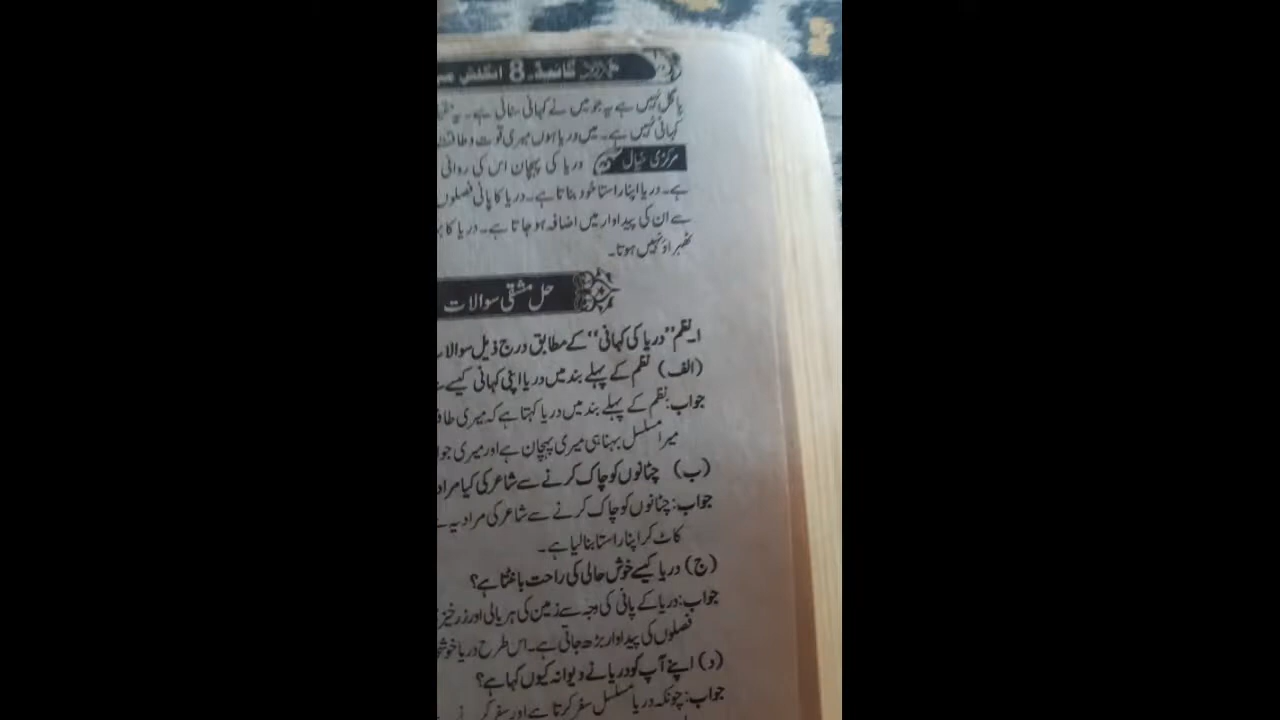 گائیڈ۔ 8 انگلش میڈ
پاگل نہیں ہے یہ جو میں نے کہانی سنائی ہے۔ یہ
کہانی نہیں ہے۔ میں دریا ہوں میری قوت و طاقت
مرکزی خیال دریا کی پہچان اس کی روانی
ہے۔ دریا اپنا راستا خود بناتا ہے۔ دریا کا پانی فصلوں
سے ان کی پیداوار میں اضافہ ہو جاتا ہے۔ دریا کا
ٹھہراؤ نہیں ہوتا۔
حل مشقی سوالات
۱۔ نظم ”دریا کی کہانی“ کے مطابق درج ذیل سوالات
(الف) نظم کے پہلے بند میں دریا اپنی کہانی کیسے
جواب: نظم کے پہلے بند میں دریا کہتا ہے کہ میری
میرا مسلسل بہنا ہی میری پہچان ہے اور میری
(ب) چٹانوں کو چاک کرنے سے شاعر کی کیا مراد
جواب: چٹانوں کو چاک کرنے سے شاعر کی مراد یہ
کاٹ کر اپنا راستا بنا لیا ہے۔
(ج) دریا کیسے خوش حالی کی راحت بانٹتا ہے؟
جواب: دریا کے پانی کی وجہ سے زمین کی ہریالی اور زرخیز
فصلوں کی پیداوار بڑھ جاتی ہے۔ اس طرح دریا
(د) اپنے آپ کو دریا نے دیوانہ کیوں کہا ہے؟
جواب: چونکہ دریا مسلسل سفر کرتا ہے اور سفر کرنے